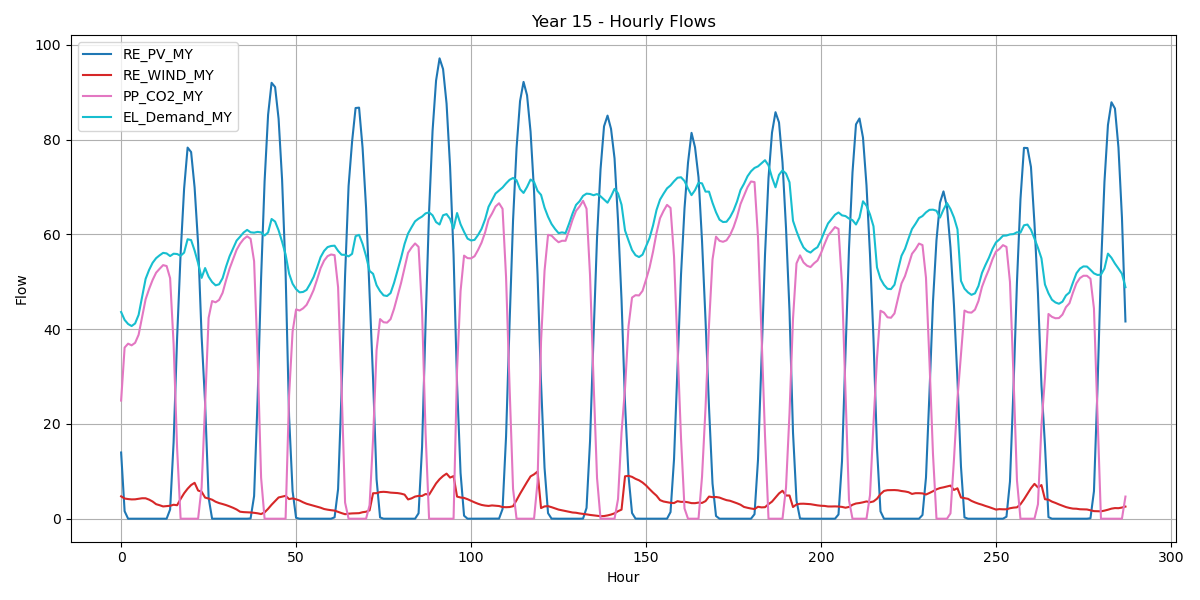 Year 15 - Hourly Flows
RE_PV_MY
RE_WIND_MY
PP_CO2_MY
EL_Demand_MY
Flow
100
80
60
40
20
0
0 50 100 150 200 250 300
Hour